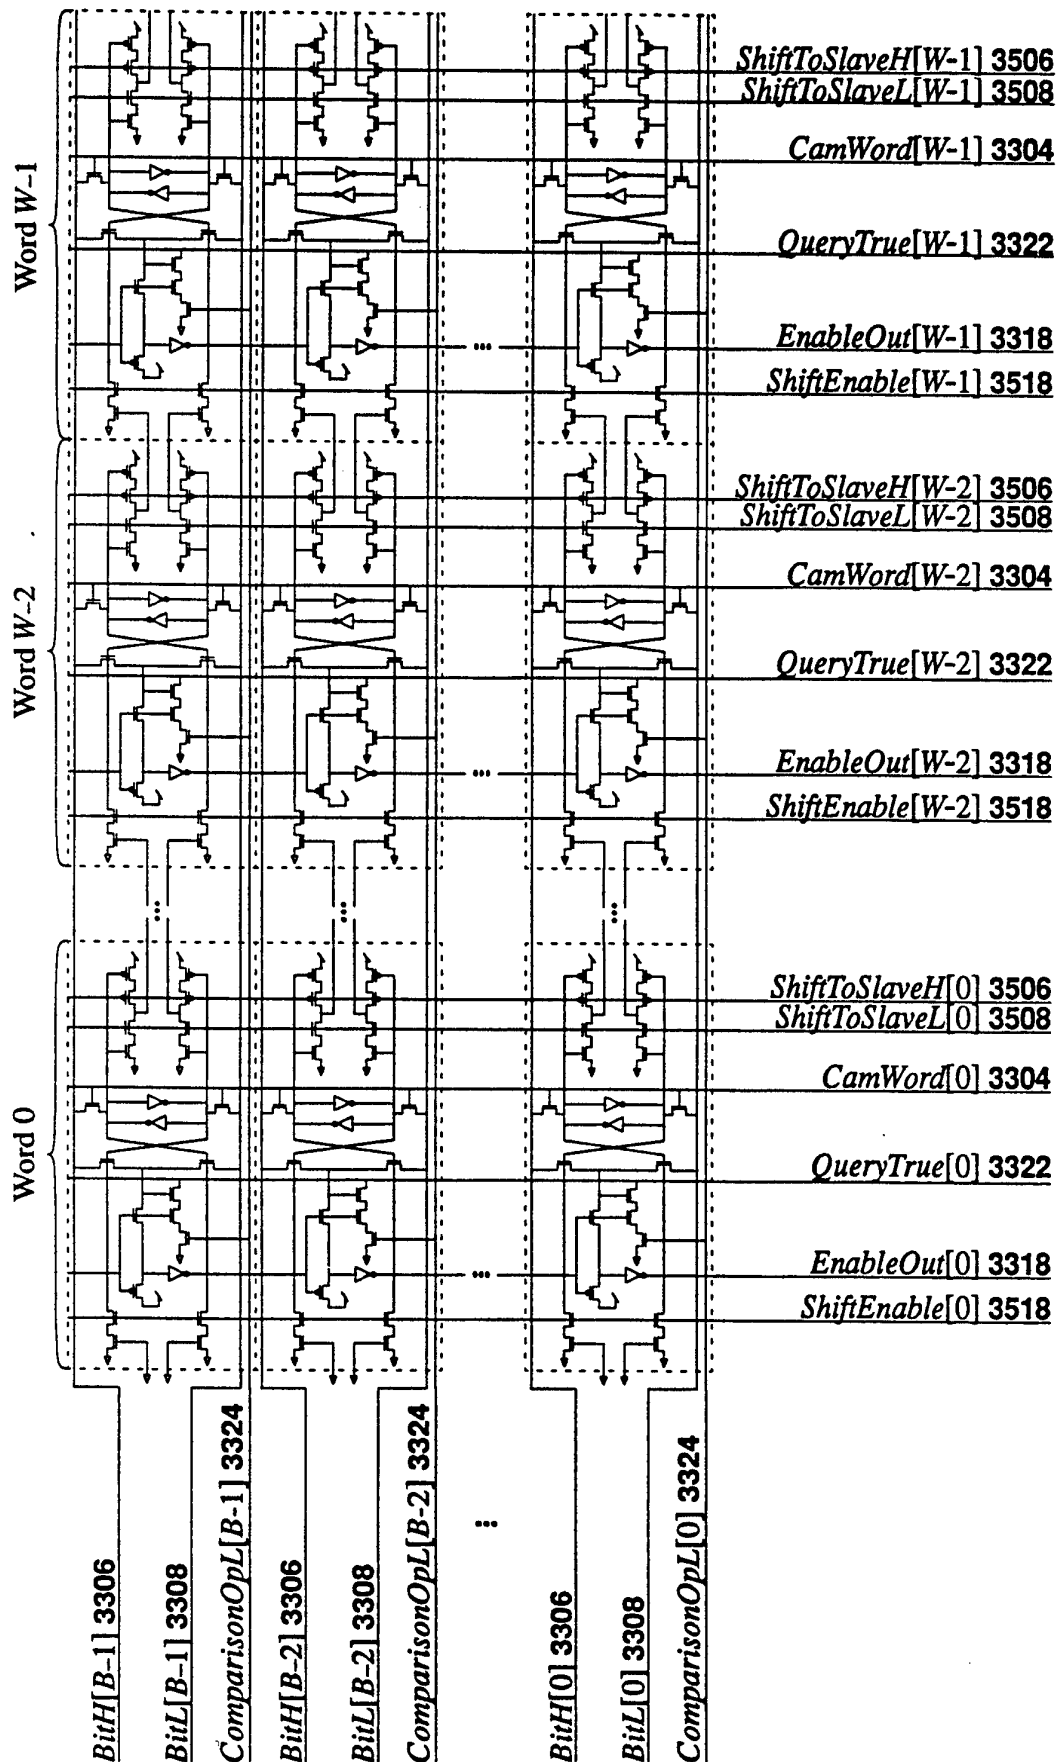 Word W-1
ShiftToSlaveH[W-1] 3506
ShiftToSlaveL[W-1] 3508
CamWord[W-1] 3304
QueryTrue[W-1] 3322
EnableOut[W-1] 3318
...
ShiftEnable[W-1] 3518
Word W-2
ShiftToSlaveH[W-2] 3506
ShiftToSlaveL[W-2] 3508
CamWord[W-2] 3304
QueryTrue[W-2] 3322
EnableOut[W-2] 3318
...
ShiftEnable[W-2] 3518
... ... ...
Word 0
ShiftToSlaveH[0] 3506
ShiftToSlaveL[0] 3508
CamWord[0] 3304
QueryTrue[0] 3322
EnableOut[0] 3318
...
ShiftEnable[0] 3518
BitH[B-1] 3306
BitL[B-1] 3308
ComparisonOpL[B-1] 3324
BitH[B-2] 3306
BitL[B-2] 3308
ComparisonOpL[B-2] 3324
...
BitH[0] 3306
BitL[0] 3308
ComparisonOpL[0] 3324